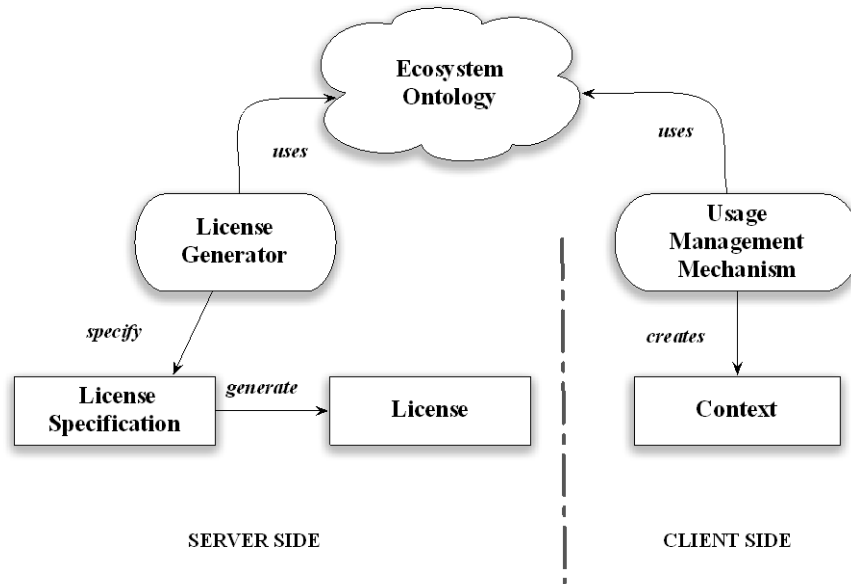 Ecosystem
Ontology
uses
uses
License
Generator
Usage
Management
Mechanism
specify
creates
License
Specification
generate
License
Context
SERVER SIDE
CLIENT SIDE